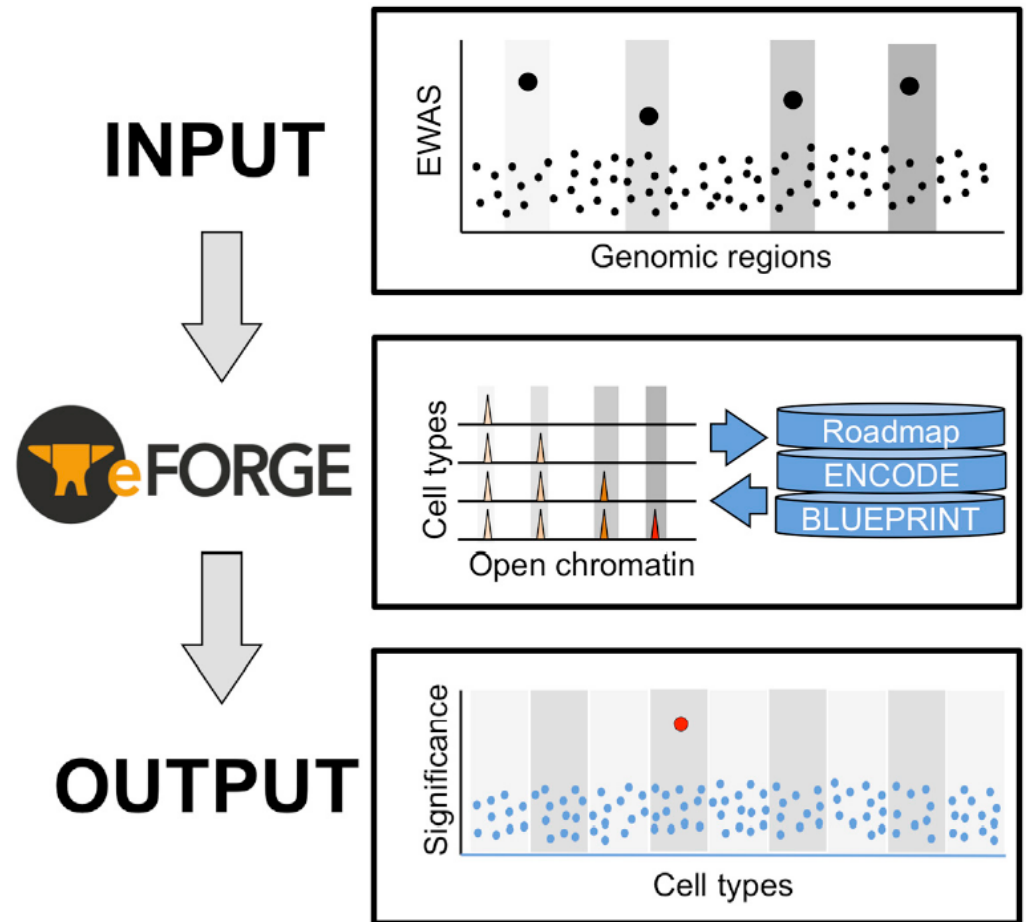 INPUT
EWAS
Genomic regions
eFORGE
Cell types
Open chromatin
Roadmap
ENCODE
BLUEPRINT
OUTPUT
Significance
Cell types